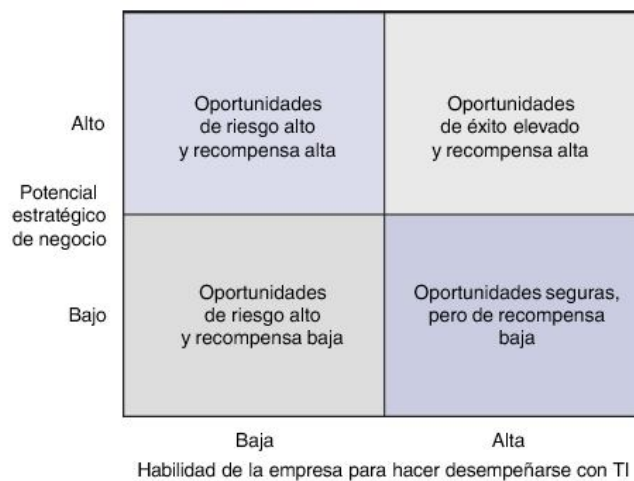 Alto
Oportunidades
de riesgo alto
y recompensa alta
Oportunidades
de éxito elevado
y recompensa alta
Potencial
estratégico
de negocio
Bajo
Oportunidades
de riesgo alto
y recompensa baja
Oportunidades seguras,
pero de recompensa
baja
Baja
Alta
Habilidad de la empresa para hacer desempeñarse con TI